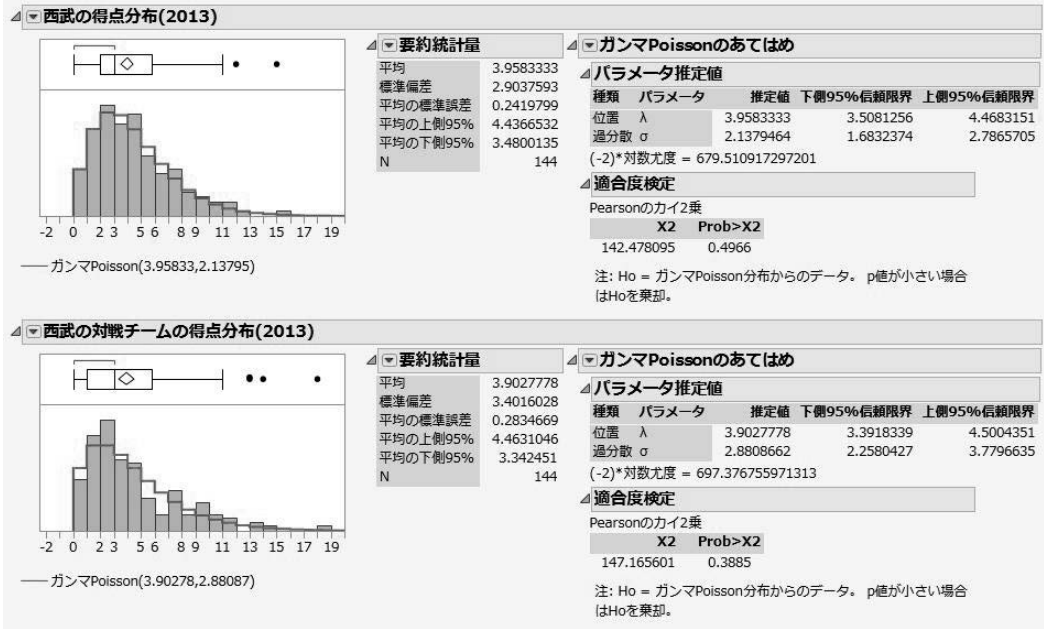 西武の得点分布(2013)
-2 0 2 3 5 6 8 9 11 13 15 17 19
ガンマPoisson(3.95833,2.13795)
要約統計量
平均 3.9583333
標準偏差 2.9037593
平均の標準誤差 0.2419799
平均の上側95% 4.4366532
平均の下側95% 3.4800135
N 144
ガンマPoissonのあてはめ
パラメータ推定値
種類 パラメータ 推定値 下側95%信頼限界 上側95%信頼限界
位置 λ 3.9583333 3.5081256 4.4683151
過分散 σ 2.1379464 1.6832374 2.7865705
(-2)*対数尤度 = 679.510917297201
適合度検定
Pearsonのカイ2乗
X2 Prob>X2
142.478095 0.4966
注: Ho = ガンマPoisson分布からのデータ。 p値が小さい場合
はHoを棄却。
西武の対戦チームの得点分布(2013)
-2 0 2 3 5 6 8 9 11 13 15 17 19
ガンマPoisson(3.90278,2.88087)
要約統計量
平均 3.9027778
標準偏差 3.4016028
平均の標準誤差 0.2834669
平均の上側95% 4.4631046
平均の下側95% 3.342451
N 144
ガンマPoissonのあてはめ
パラメータ推定値
種類 パラメータ 推定値 下側95%信頼限界 上側95%信頼限界
位置 λ 3.9027778 3.3918339 4.5004351
過分散 σ 2.8808662 2.2580427 3.7796635
(-2)*対数尤度 = 697.376755971313
適合度検定
Pearsonのカイ2乗
X2 Prob>X2
147.165601 0.3885
注: Ho = ガンマPoisson分布からのデータ。 p値が小さい場合
はHoを棄却。